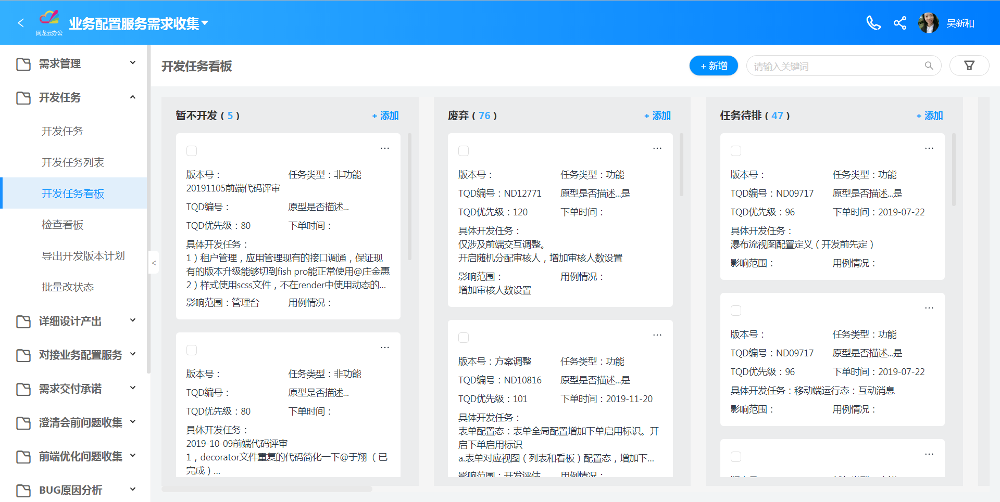 业务配置服务需求收集
网龙云办公
吴新和
需求管理
开发任务
开发任务
开发任务列表
开发任务看板
检查看板
导出开发版本计划
批量改状态
详细设计产出
对接业务配置服务
需求交付承诺
澄清会前问题收集
前端优化问题收集
BUG原因分析
<
开发任务看板
+ 新增
请输入关键词
暂不开发 ( 5 )
+ 添加
...
版本号：
20191105前端代码评审
任务类型：非功能
TQD编号：
原型是否描述...
TQD优先级：80
下单时间：
具体开发任务：
1）租户管理，应用管理现有的接口调通，保证现
有的版本升级能够切到fish pro能正常使用@庄金惠
2）样式使用scss文件，不在render中使用动态的...
影响范围：管理台
用例情况：
...
版本号：
任务类型：非功能
TQD编号：
原型是否描述...
TQD优先级：80
下单时间：
具体开发任务：
2019-10-09前端代码评审
1，decorator文件重复的代码简化一下@于翔 （已
完成）...
废弃 ( 76 )
+ 添加
...
版本号：
任务类型：功能
TQD编号：ND12771
原型是否描述...是
TQD优先级：120
下单时间：
具体开发任务：
仅涉及前端交互调整。
开启随机分配审核人，增加审核人数设置
影响范围：
增加审核人数设置
用例情况：
...
版本号：方案调整
任务类型：功能
TQD编号：ND10816
原型是否描述...是
TQD优先级：101
下单时间：2019-11-20
具体开发任务：
表单配置态：表单全局配置增加下单启用标识。开
启下单启用标识
a.表单对应视图（列表和看板）配置态，增加下...
影响范围：开发评估
用例情况：
任务待排 ( 47 )
+ 添加
...
版本号：
任务类型：功能
TQD编号：ND09717
原型是否描述...是
TQD优先级：96
下单时间：2019-07-22
具体开发任务：
瀑布流视图配置定义（开发前先定）
影响范围：
用例情况：
...
版本号：
任务类型：功能
TQD编号：ND09717
原型是否描述...是
TQD优先级：96
下单时间：2019-07-22
具体开发任务：移动端运行态：互动消息
影响范围：
用例情况：
...